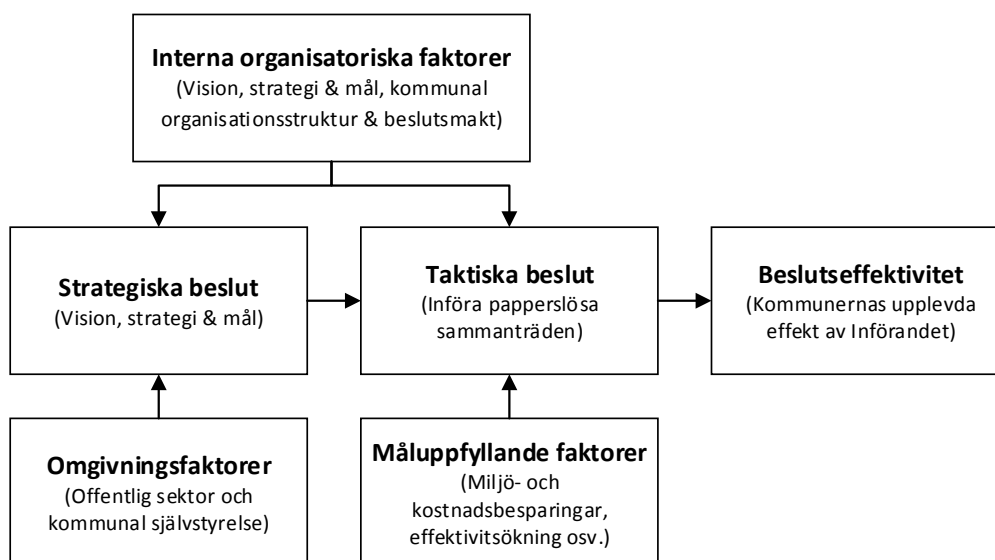 Interna organisatoriska faktorer
(Vision, strategi & mål, kommunal
organisationsstruktur & beslutsmakt)
Strategiska beslut
(Vision, strategi & mål)
Taktiska beslut
(Införa papperslösa
sammanträden)
Beslutseffektivitet
(Kommunernas upplevda
effekt av Införandet)
Omgivningsfaktorer
(Offentlig sektor och
kommunal självstyrelse)
Måluppfyllande faktorer
(Miljö- och
kostnadsbesparingar,
effektivitsökning osv.)